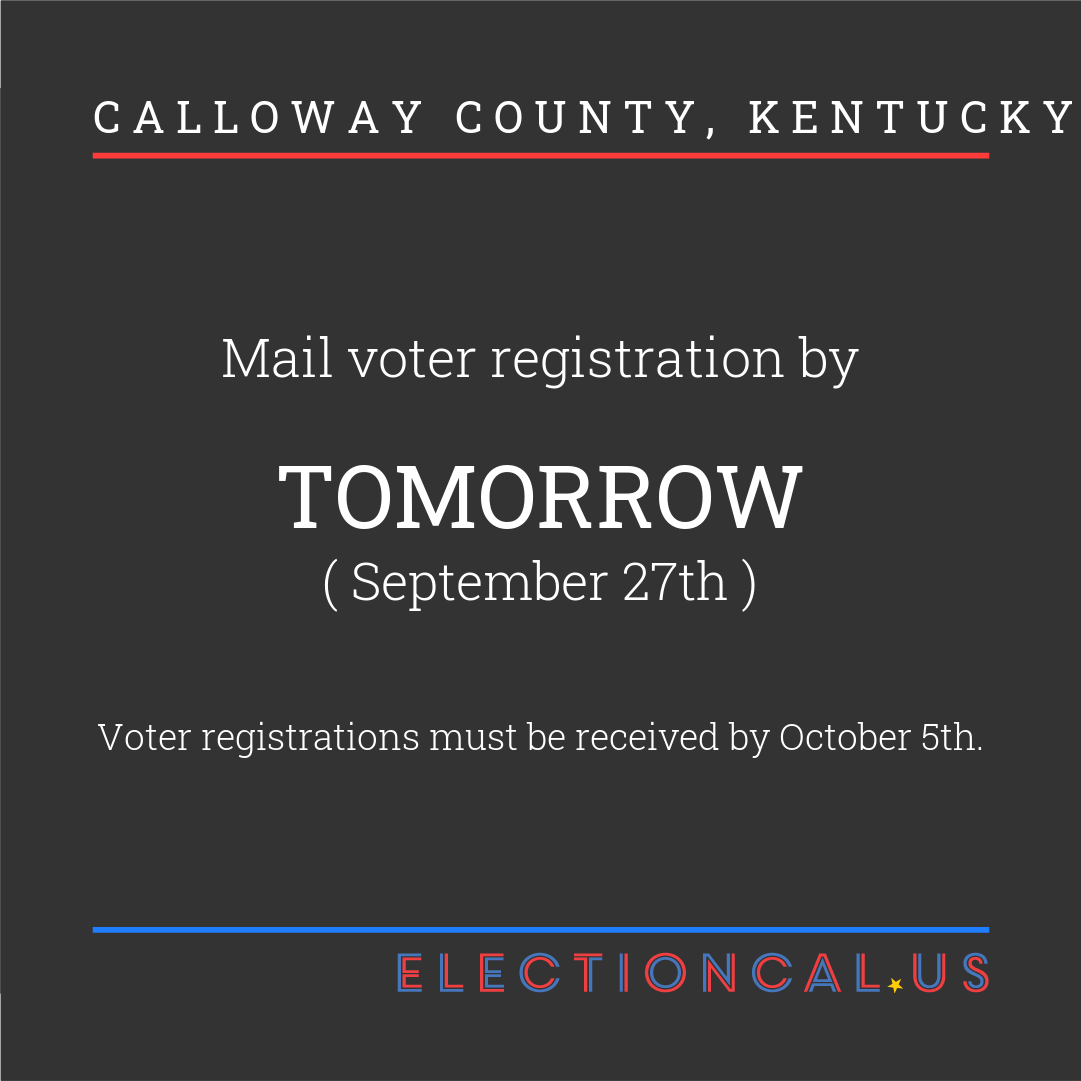 CALLOWAY COUNTY, KENTUCKY
Mail voter registration by
TOMORROW
( September 27th )
Voter registrations must be received by October 5th.
ELECTIONCAL.US